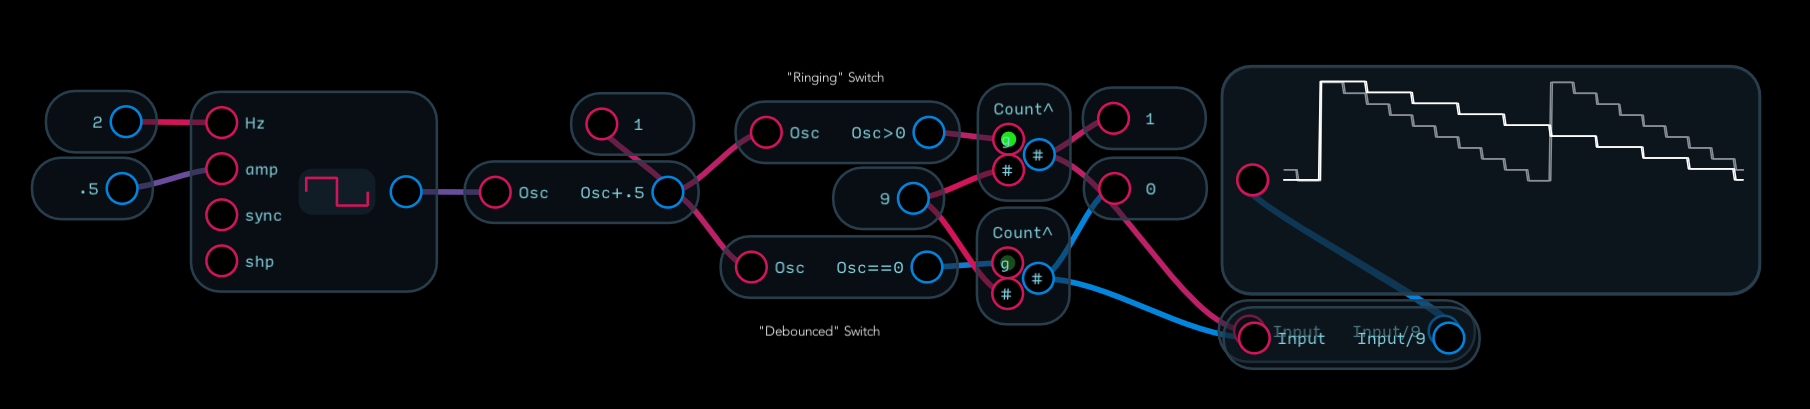 "Ringing" Switch
2
Hz
amp
.5
sync
shp
Osc Osc+.5
1
Osc Osc>0
Osc Osc==0
9
Count^
g
#
#
Count^
g
#
#
1
0
Input Input/9
Input Input/9
"Debounced" Switch